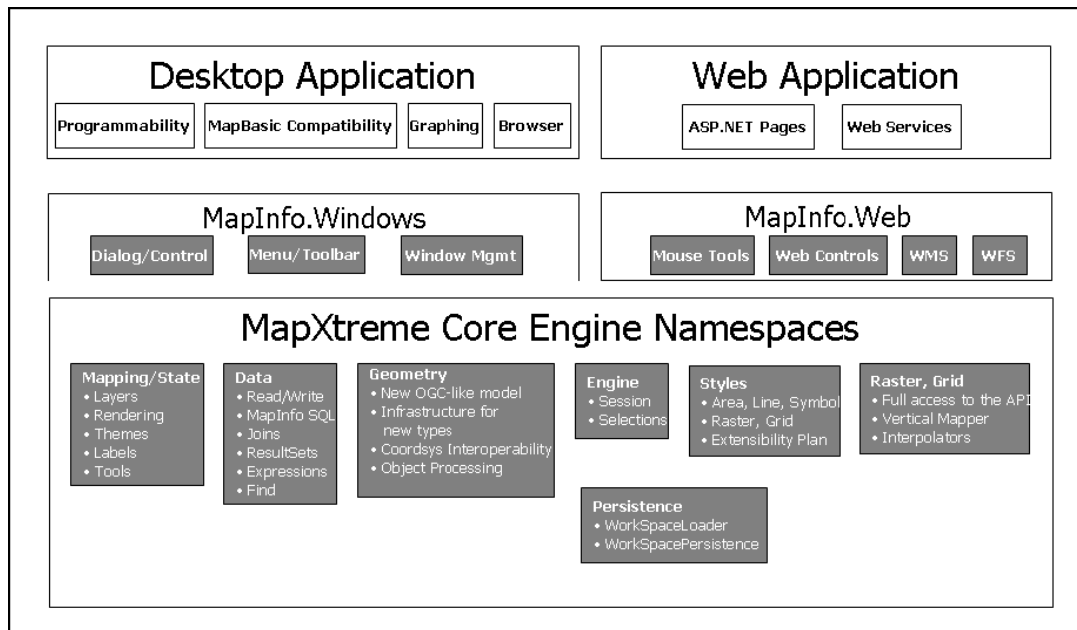 Desktop Application
Programmability
MapBasic Compatibility
Graphing
Browser
Web Application
ASP.NET Pages
Web Services
MapInfo.Windows
Dialog/Control
Menu/Toolbar
Window Mgmt
MapInfo.Web
Mouse Tools
Web Controls
WMS
WFS
MapXtreme Core Engine Namespaces
Mapping/State
• Layers
• Rendering
• Themes
• Labels
• Tools
Data
• Read/Write
• MapInfo SQL
• Joins
• ResultSets
• Expressions
• Find
Geometry
• New OGC-like model
• Infrastructure for
new types
• Coordsys Interoperability
• Object Processing
Engine
• Session
• Selections
Styles
• Area, Line, Symbol
• Raster, Grid
• Extensibility Plan
Raster, Grid
• Full access to the API
• Vertical Mapper
• Interpolators
Persistence
• WorkSpaceLoader
• WorkSpacePersistence